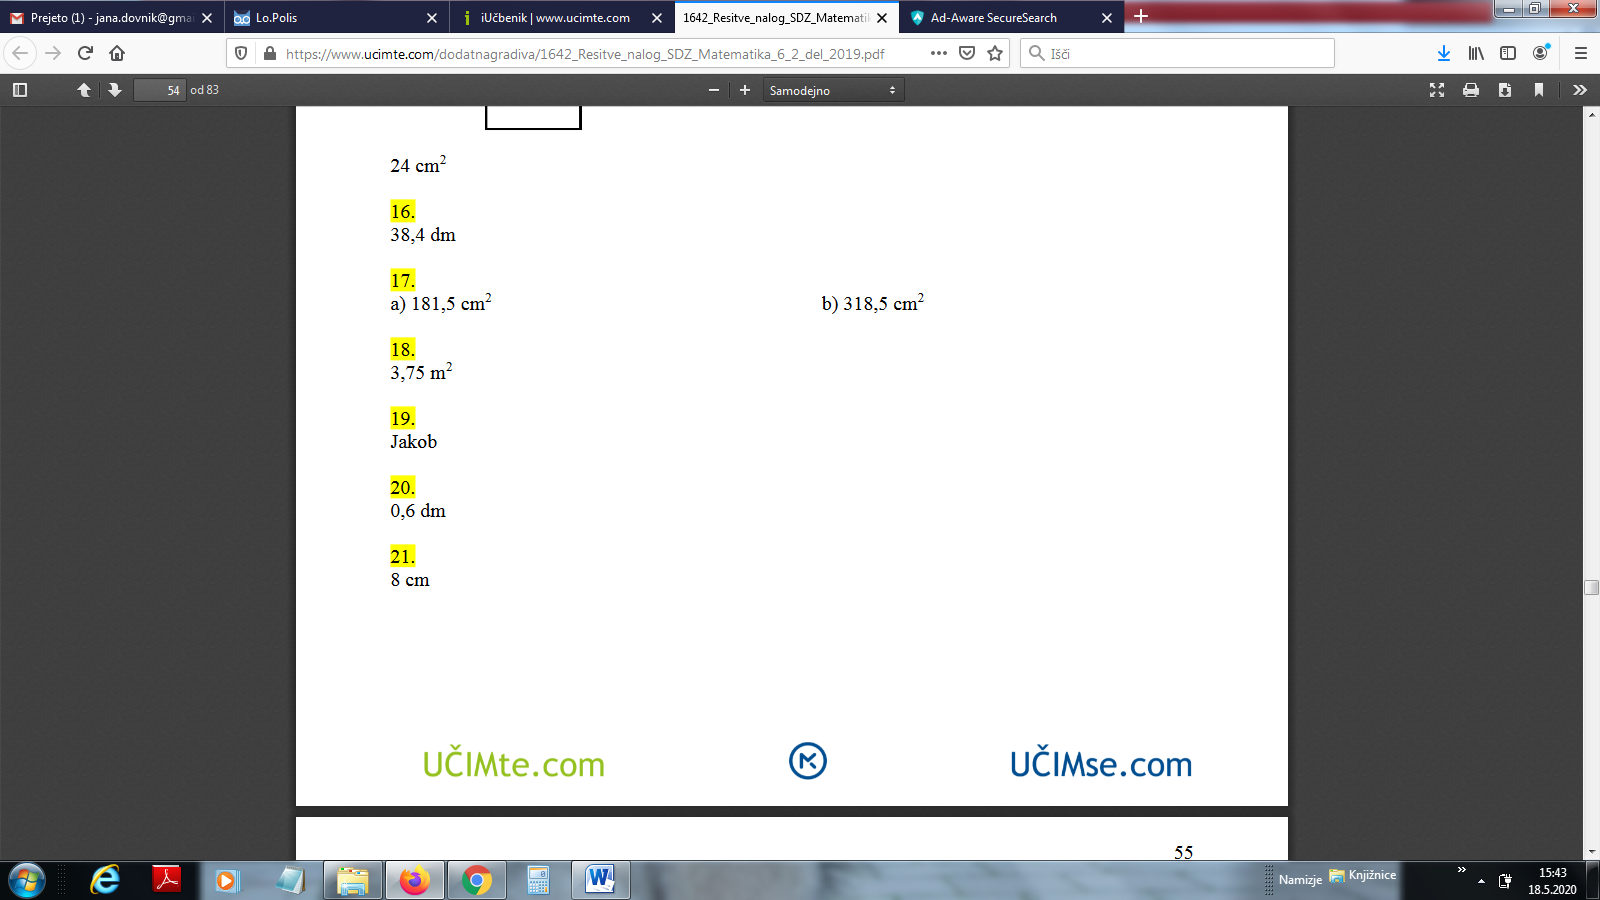 Prejeto (1) - jana.dovnik@gmai
Lo.Polis
iUčbenik | www.ucimte.com
1642_Resitve_nalog_SDZ_Matemati
Ad-Aware SecureSearch
https://www.ucimte.com/dodatnagradiva/1642_Resitve_nalog_SDZ_Matematika_6_2_del_2019.pdf
Išči
54 od 83
Samodejno
24 cm²
16.
38,4 dm
17.
a) 181,5 cm² b) 318,5 cm²
18.
3,75 m²
19.
Jakob
20.
0,6 dm
21.
8 cm
UČIMte.com
UČIMse.com
55
Namizje
Knjižnice
15:43
18.5.2020